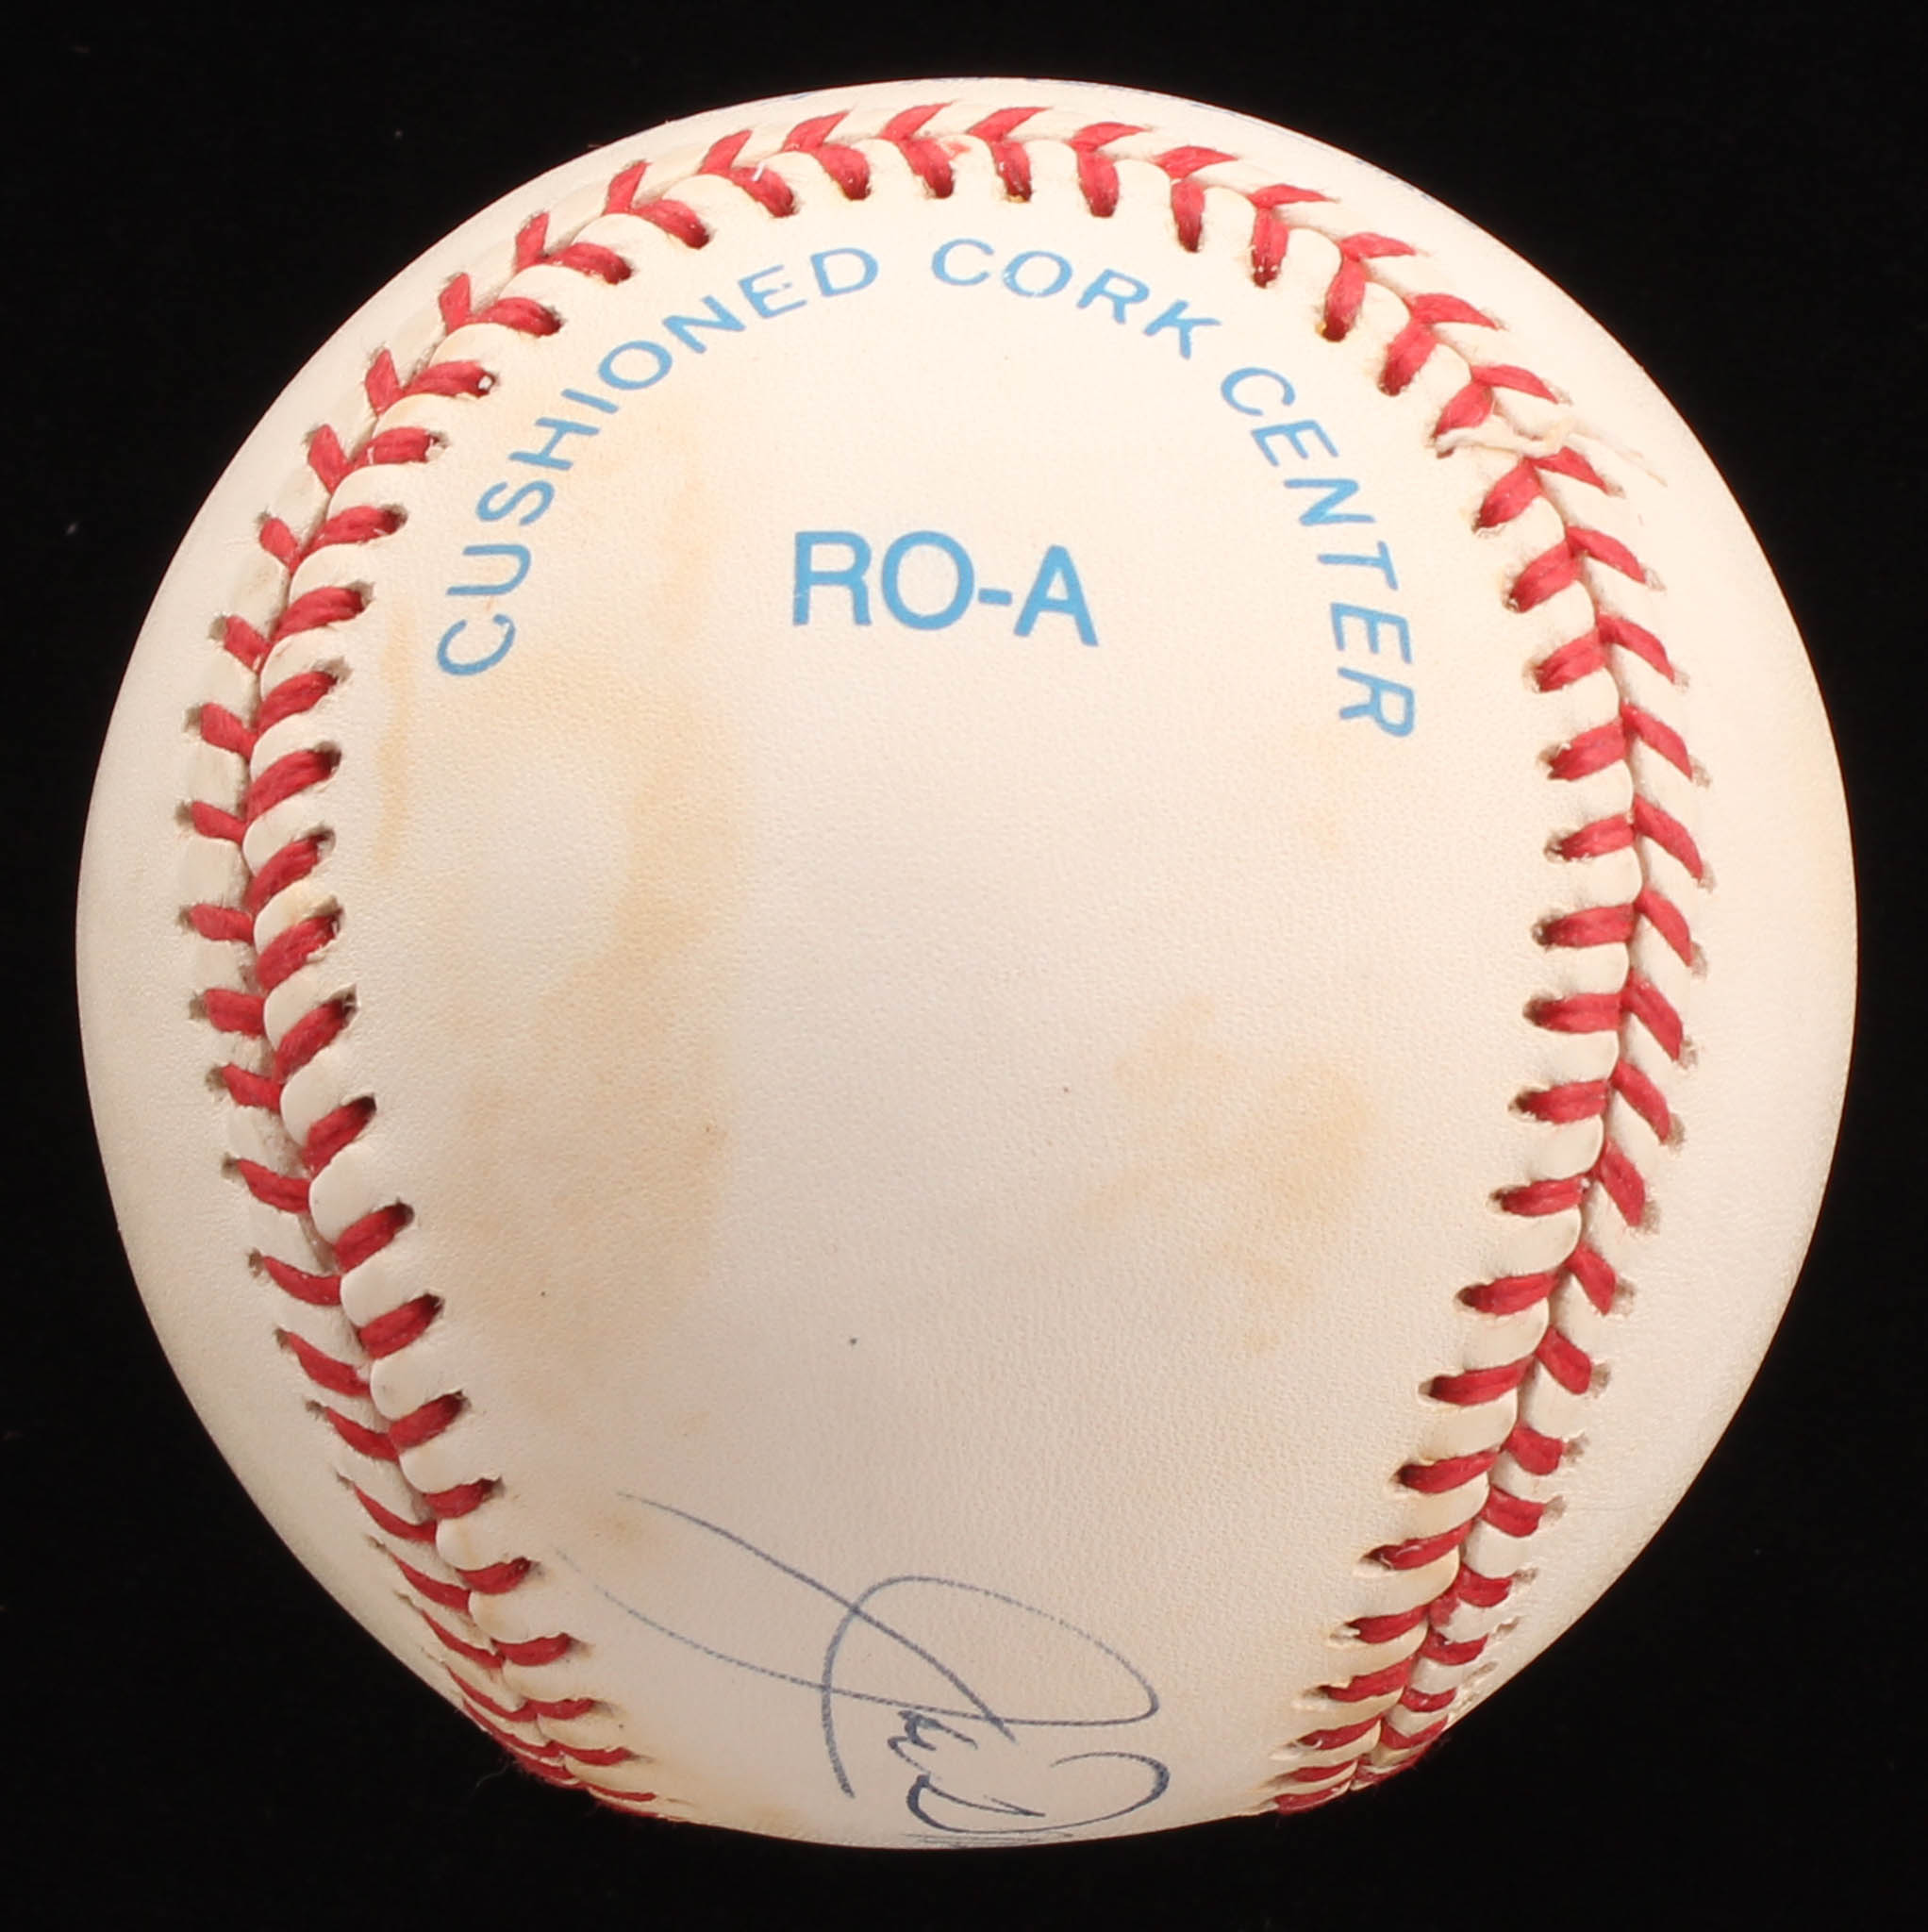 CUSHIONED CORK CENTER
RO-A